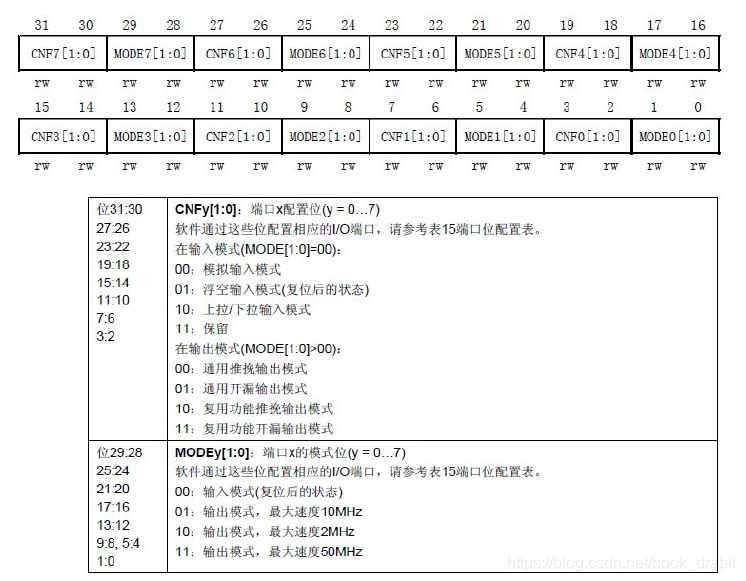 31 30 29 28 27 26 25 24 23 22 21 20 19 18 17 16
CNF7[1:0] MODE7[1:0] CNF6[1:0] MODE6[1:0] CNF5[1:0] MODE5[1:0] CNF4[1:0] MODE4[1:0]
rw rw rw rw rw rw rw rw rw rw rw rw rw rw rw rw
15 14 13 12 11 10 9 8 7 6 5 4 3 2 1 0
CNF3[1:0] MODE3[1:0] CNF2[1:0] MODE2[1:0] CNF1[1:0] MODE1[1:0] CNF0[1:0] MODE0[1:0]
rw rw rw rw rw rw rw rw rw rw rw rw rw rw rw rw
位31:30
27:26
23:22
19:18
15:14
11:10
7:6
3:2
CNFy[1:0]：端口x配置位(y = 0…7)
软件通过这些位配置相应的I/O端口，请参考表15端口位配置表。
在输入模式(MODE[1:0]=00)：
00：模拟输入模式
01：浮空输入模式(复位后的状态)
10：上拉/下拉输入模式
11：保留
在输出模式(MODE[1:0]>00)：
00：通用推挽输出模式
01：通用开漏输出模式
10：复用功能推挽输出模式
11：复用功能开漏输出模式
位29:28
25:24
21:20
17:16
13:12
9:8, 5:4
1:0
MODEy[1:0]：端口x的模式位(y = 0…7)
软件通过这些位配置相应的I/O端口，请参考表15端口位配置表。
00：输入模式(复位后的状态)
01：输出模式，最大速度10MHz
10：输出模式，最大速度2MHz
11：输出模式，最大速度50MHz
https://blog.csdn.net/book_drabit